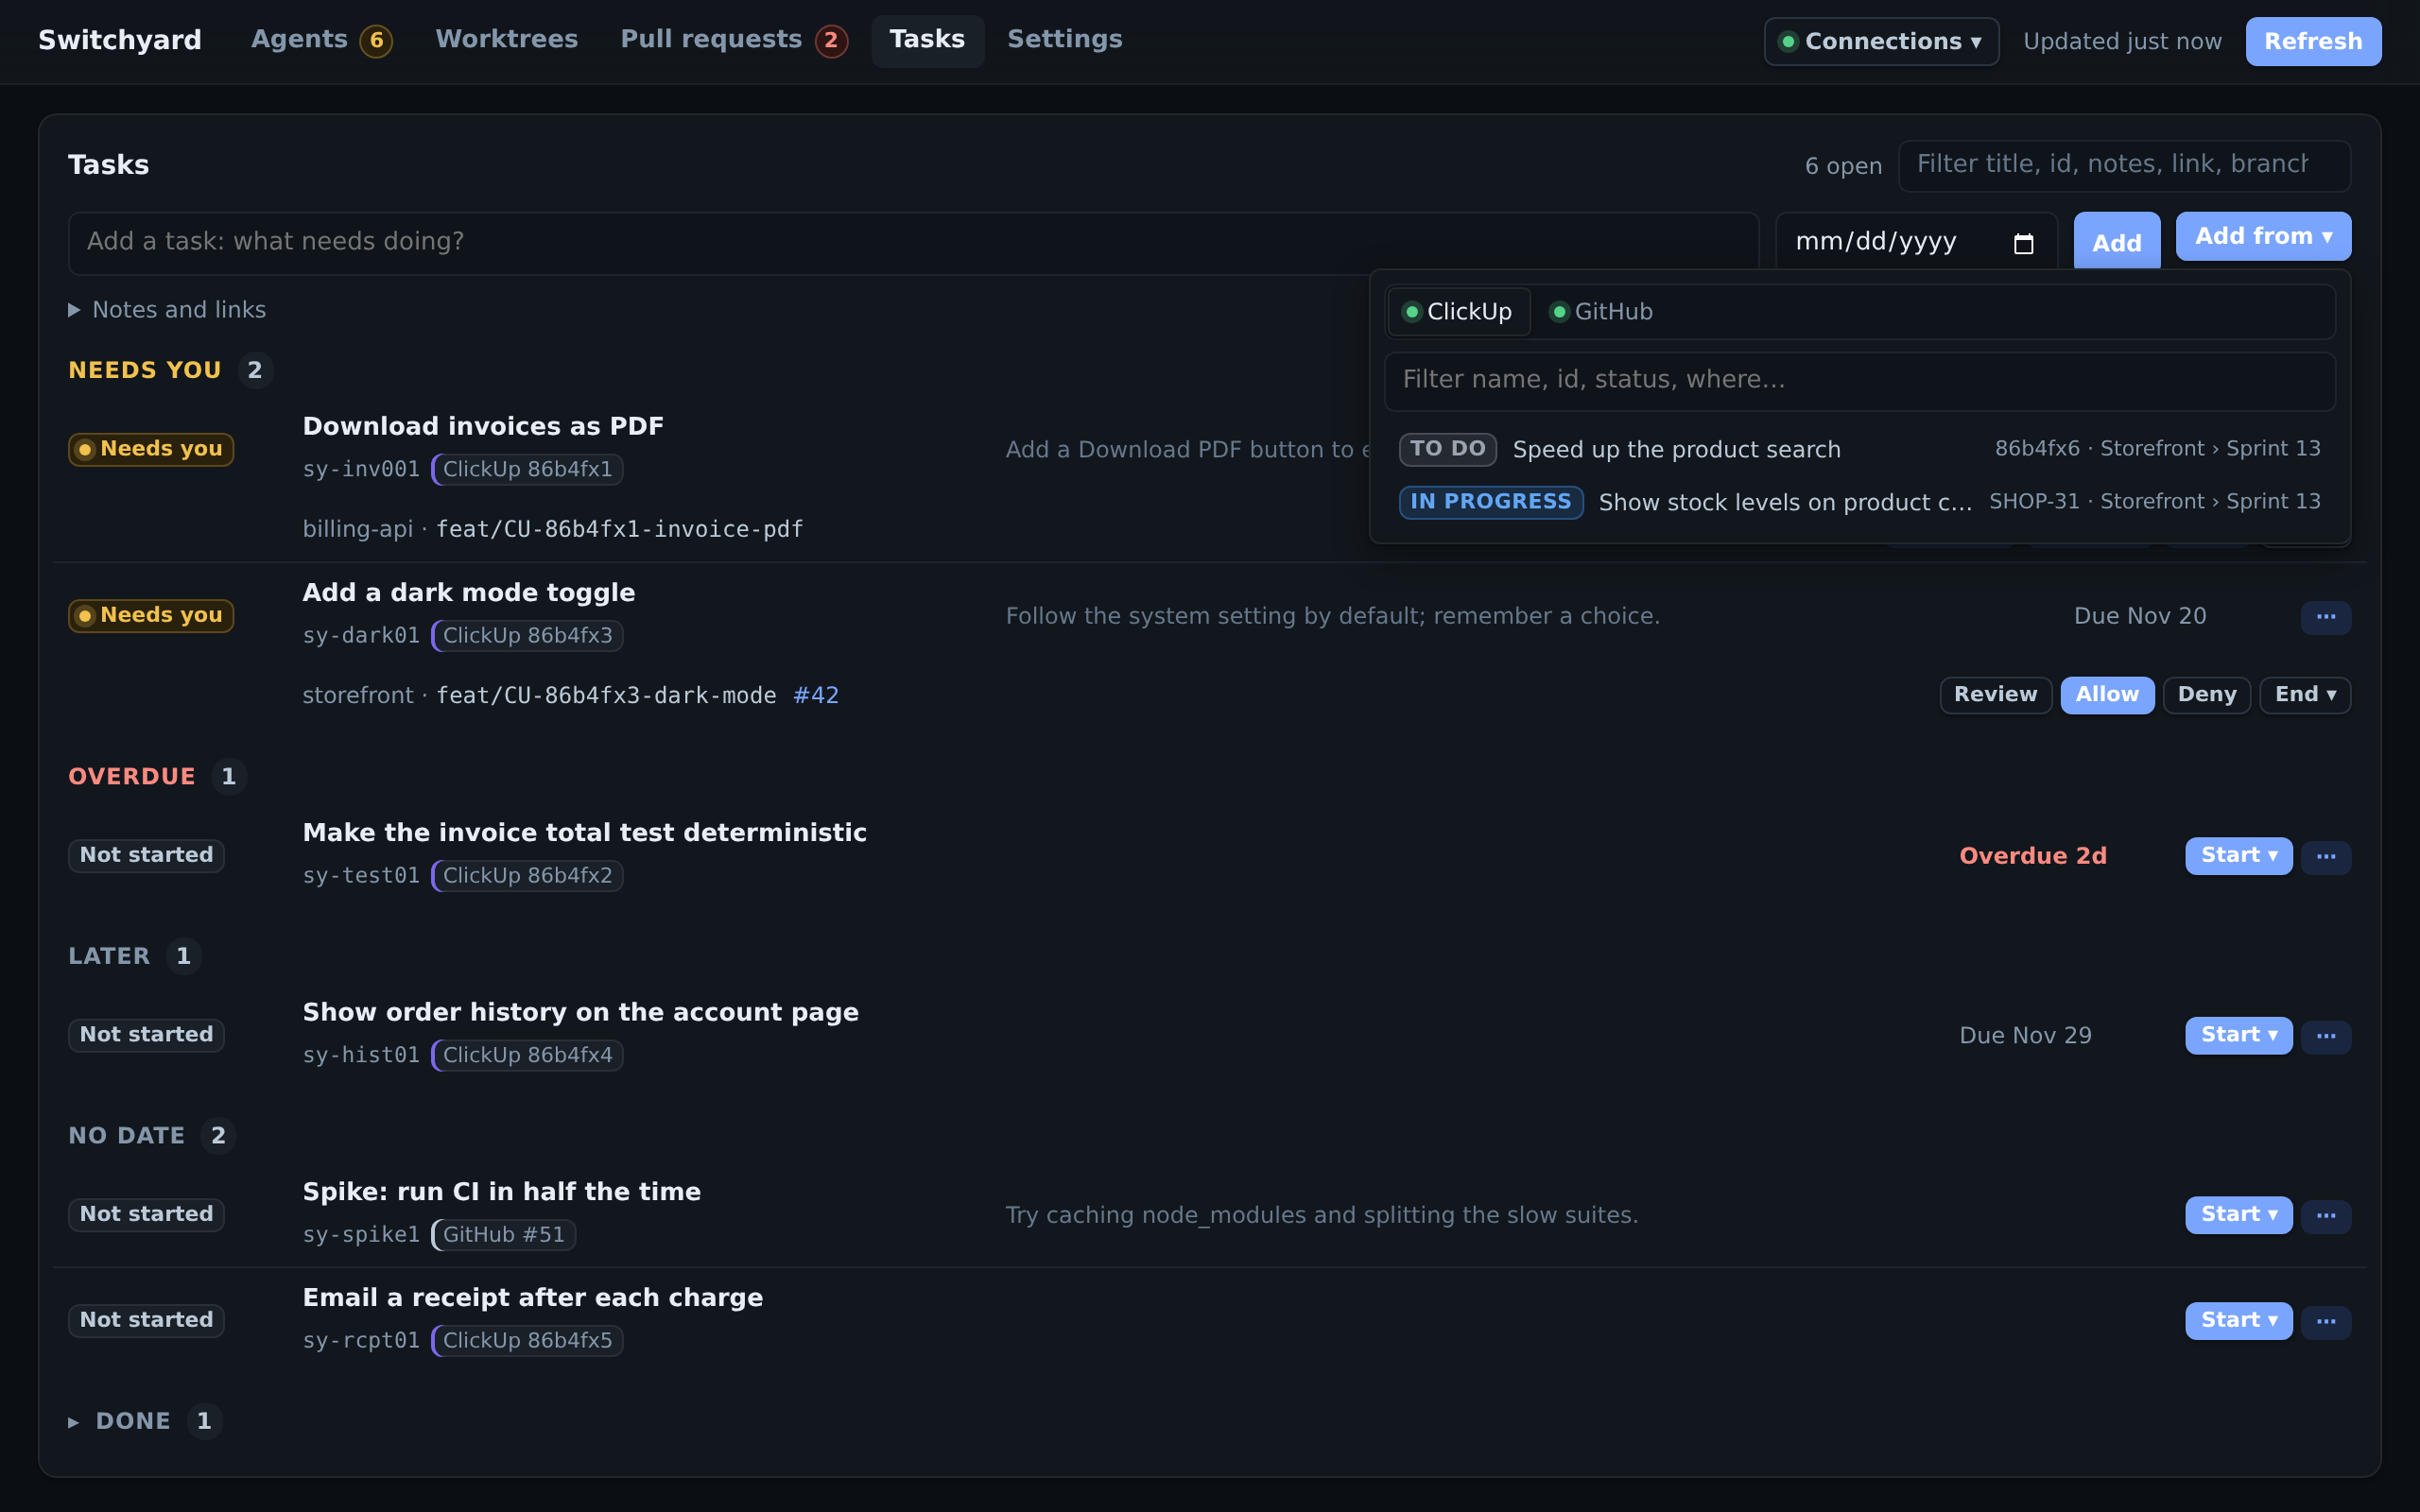 Switchyard Agents 6 Worktrees Pull requests 2 Tasks Settings Connections ▾ Updated just now Refresh
Tasks 6 open Filter title, id, notes, link, branch
Add a task: what needs doing? mm/dd/yyyy Add Add from ▾
▶ Notes and links
ClickUp GitHub
Filter name, id, status, where…
TO DO Speed up the product search 86b4fx6 · Storefront › Sprint 13
IN PROGRESS Show stock levels on product c… SHOP-31 · Storefront › Sprint 13
NEEDS YOU 2
Needs you Download invoices as PDF Add a Download PDF button to e
sy-inv001 ClickUp 86b4fx1
billing-api · feat/CU-86b4fx1-invoice-pdf
Needs you Add a dark mode toggle Follow the system setting by default; remember a choice. Due Nov 20 ⋯
sy-dark01 ClickUp 86b4fx3
storefront · feat/CU-86b4fx3-dark-mode #42 Review Allow Deny End ▾
OVERDUE 1
Not started Make the invoice total test deterministic Overdue 2d Start ▾ ⋯
sy-test01 ClickUp 86b4fx2
LATER 1
Not started Show order history on the account page Due Nov 29 Start ▾ ⋯
sy-hist01 ClickUp 86b4fx4
NO DATE 2
Not started Spike: run CI in half the time Try caching node_modules and splitting the slow suites. Start ▾ ⋯
sy-spike1 GitHub #51
Not started Email a receipt after each charge Start ▾ ⋯
sy-rcpt01 ClickUp 86b4fx5
▸ DONE 1